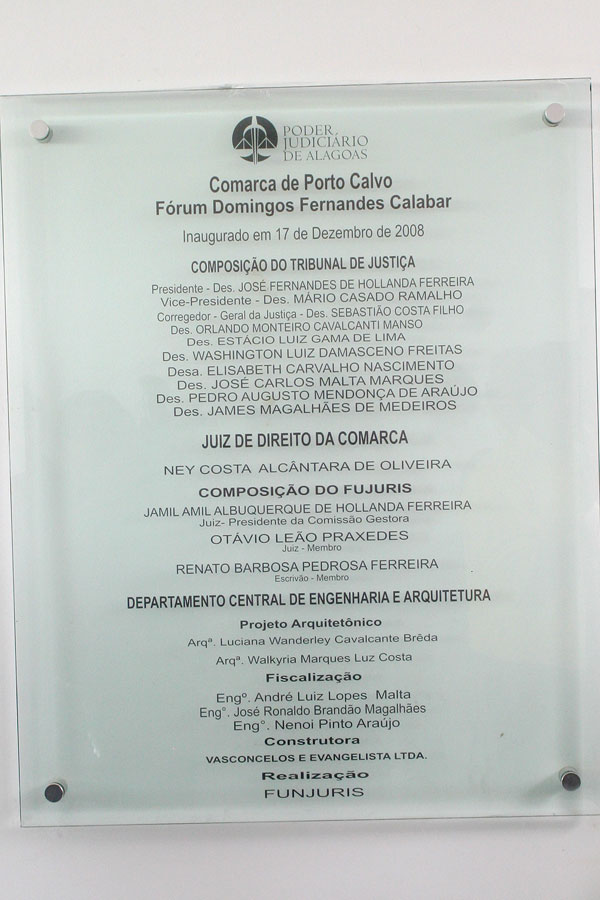 PODER
JUDICIÁRIO
DE ALAGOAS
Comarca de Porto Calvo
Fórum Domingos Fernandes Calabar
Inaugurado em 17 de Dezembro de 2008
COMPOSIÇÃO DO TRIBUNAL DE JUSTIÇA
Presidente - Des. JOSÉ FERNANDES DE HOLLANDA FERREIRA
Vice-Presidente - Des. MÁRIO CASADO RAMALHO
Corregedor - Geral da Justiça - Des. SEBASTIÃO COSTA FILHO
Des. ORLANDO MONTEIRO CAVALCANTI MANSO
Des. ESTÁCIO LUIZ GAMA DE LIMA
Des. WASHINGTON LUIZ DAMASCENO FREITAS
Desa. ELISABETH CARVALHO NASCIMENTO
Des. JOSÉ CARLOS MALTA MARQUES
Des. PEDRO AUGUSTO MENDONÇA DE ARAÚJO
Des. JAMES MAGALHÃES DE MEDEIROS
JUIZ DE DIREITO DA COMARCA
NEY COSTA ALCÂNTARA DE OLIVEIRA
COMPOSIÇÃO DO FUJURIS
JAMIL AMIL ALBUQUERQUE DE HOLLANDA FERREIRA
Juiz- Presidente da Comissão Gestora
OTÁVIO LEÃO PRAXEDES
Juiz - Membro
RENATO BARBOSA PEDROSA FERREIRA
Escrivão - Membro
DEPARTAMENTO CENTRAL DE ENGENHARIA E ARQUITETURA
Projeto Arquitetônico
Arqª. Luciana Wanderley Cavalcante Brêda
Arqª. Walkyria Marques Luz Costa
Fiscalização
Engº. André Luiz Lopes Malta
Eng°. José Ronaldo Brandão Magalhães
Eng°. Nenoi Pinto Araújo
Construtora
VASCONCELOS E EVANGELISTA LTDA.
Realização
FUNJURIS